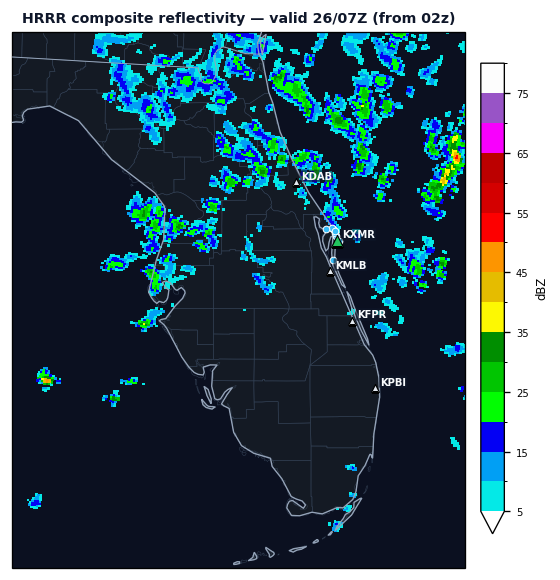 HRRR composite reflectivity — valid 26/07Z (from 02z)
KDAB
KXMR
KMLB
KFPR
KPBI
75
65
55
45
35
25
15
5
dBZ